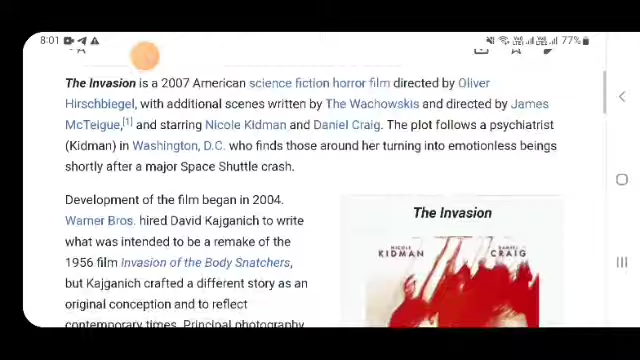 8:01 77%
The Invasion is a 2007 American science fiction horror film directed by Oliver
Hirschbiegel, with additional scenes written by The Wachowskis and directed by James
McTeigue,[1] and starring Nicole Kidman and Daniel Craig. The plot follows a psychiatrist
(Kidman) in Washington, D.C. who finds those around her turning into emotionless beings
shortly after a major Space Shuttle crash.
Development of the film began in 2004.
Warner Bros. hired David Kajganich to write
what was intended to be a remake of the
1956 film Invasion of the Body Snatchers,
but Kajganich crafted a different story as an
original conception and to reflect
contemporary times. Principal photography
The Invasion
NICOLE
KIDMAN
DANIEL
CRAIG